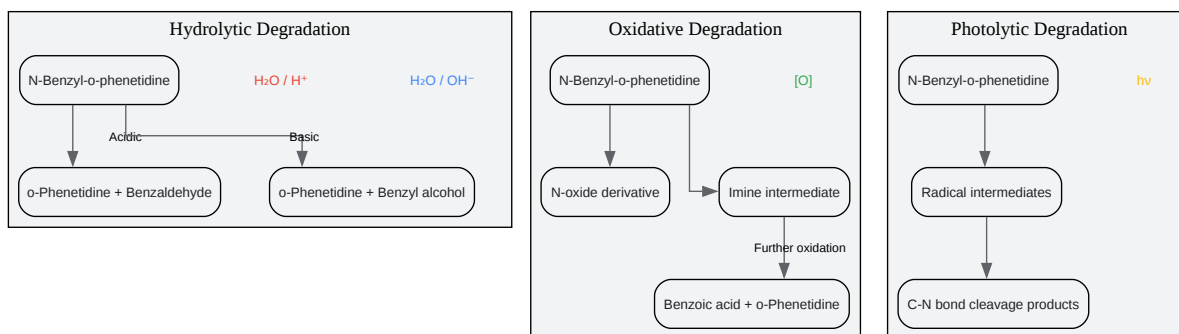 Hydrolytic Degradation
N-Benzyl-o-phenetidine
H₂O / H⁺
H₂O / OH⁻
Acidic
Basic
o-Phenetidine + Benzaldehyde
o-Phenetidine + Benzyl alcohol
Oxidative Degradation
N-Benzyl-o-phenetidine
[O]
N-oxide derivative
Imine intermediate
Further oxidation
Benzoic acid + o-Phenetidine
Photolytic Degradation
N-Benzyl-o-phenetidine
hν
Radical intermediates
C-N bond cleavage products